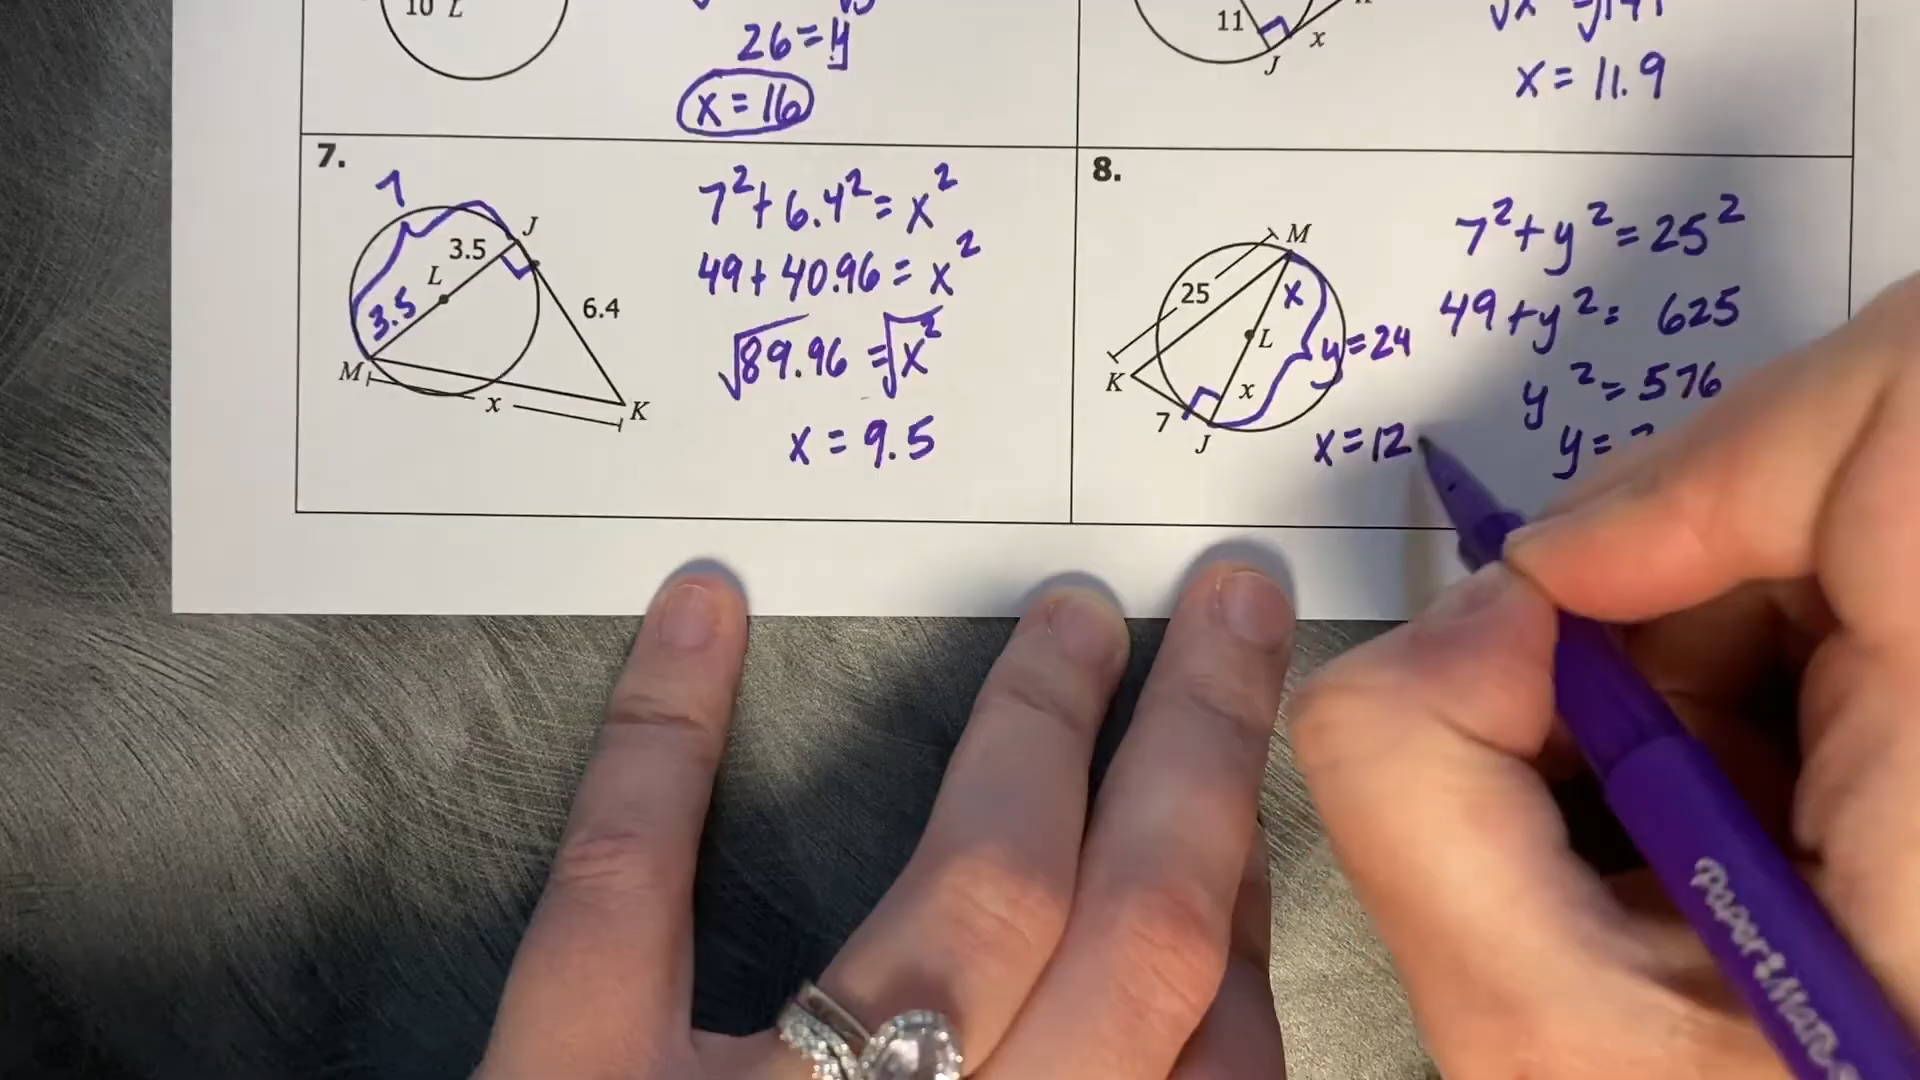 10 L
26=y
x=16
11
J
x
x = 11.9
7.
7
J
3.5
L
3.5
6.4
M
x
K
7²+6.4²= x²
49+40.96 = x²
√89.96 =√x²
x = 9.5
8.
M
25
x
L
y=24
K
x
7
J
x=12
7²+y²=25²
49+y²= 625
y²=576
y=
Paper Mate